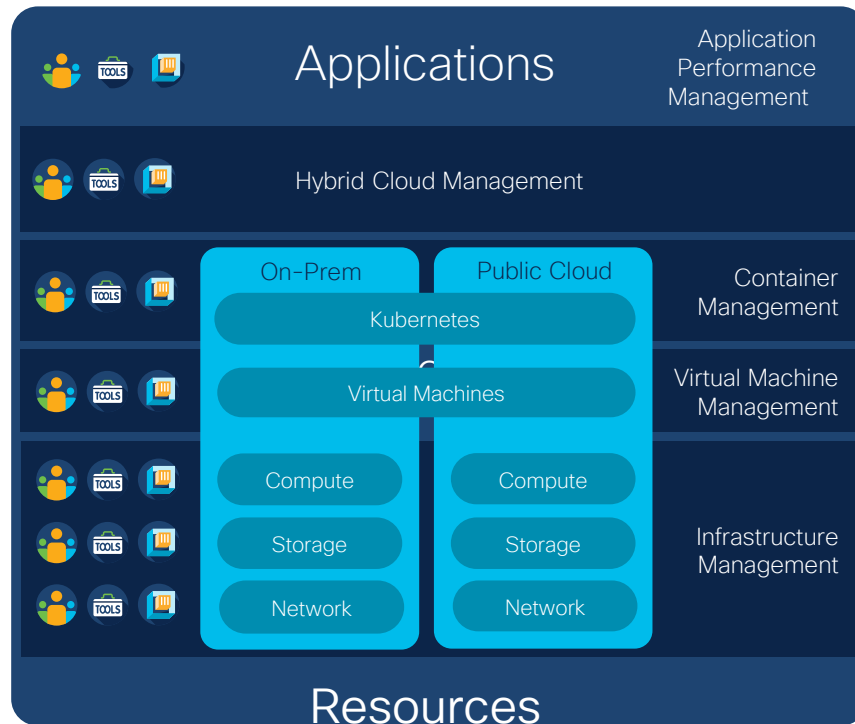 Applications
Application
Performance
Management
TOOLS
Hybrid Cloud Management
TOOLS
On-Prem
Public Cloud
Container
Management
TOOLS
Kubernetes
Virtual Machine
Management
TOOLS
Virtual Machines
TOOLS
Compute
Compute
TOOLS
Storage
Storage
Infrastructure
Management
TOOLS
Network
Network
Resources